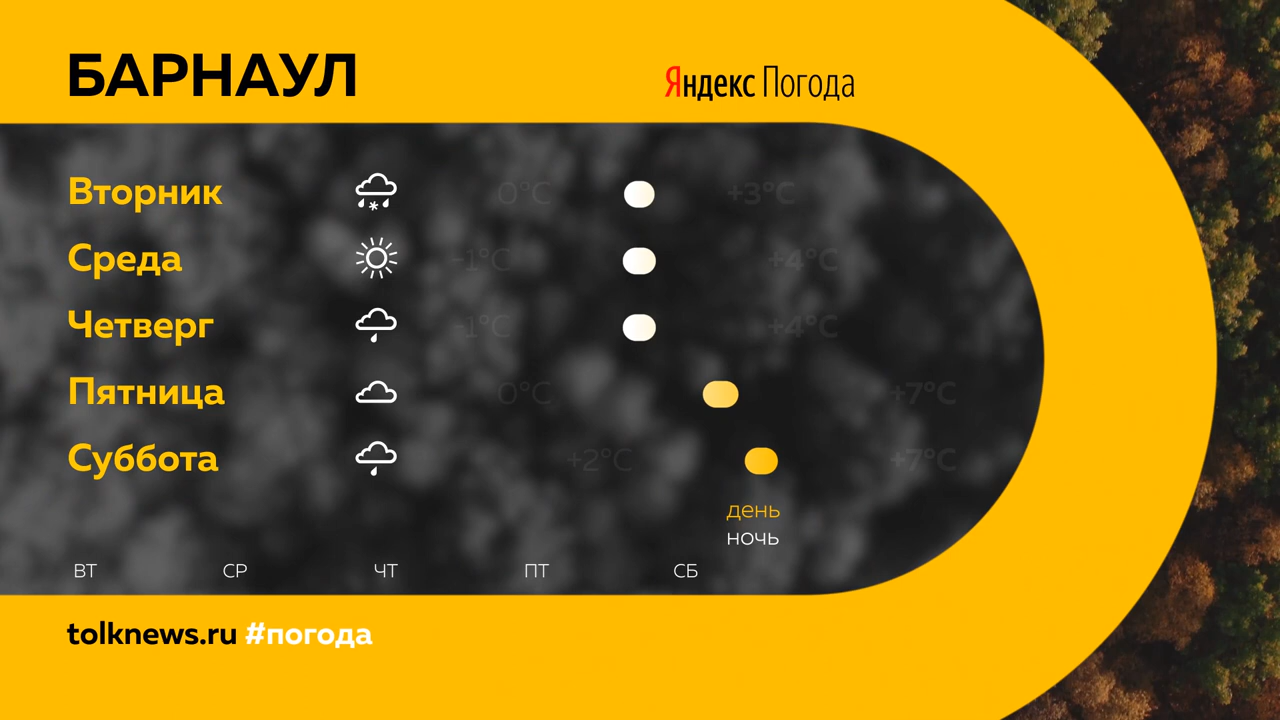 БАРНАУЛ
Яндекс Погода
Вторник 0°C +3°C
Среда -1°C +4°C
Четверг -1°C +4°C
Пятница 0°C +7°C
Суббота +2°C +7°C
день
ночь
ВТ СР ЧТ ПТ СБ
tolknews.ru #погода